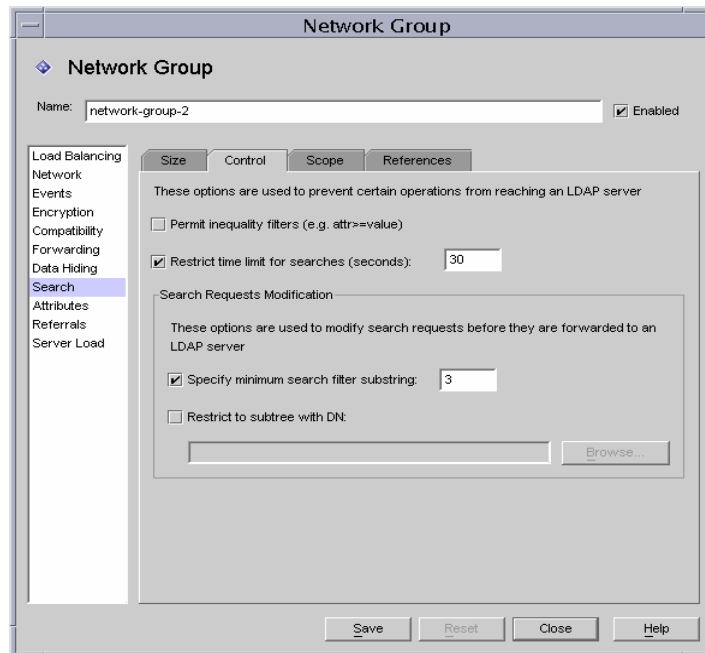 Network Group
Network Group
Name: network-group-2 Enabled
Load Balancing
Network
Events
Encryption
Compatibility
Forwarding
Data Hiding
Search
Attributes
Referrals
Server Load
Size Control Scope References
These options are used to prevent certain operations from reaching an LDAP server
Permit inequality filters (e.g. attr>=value)
Restrict time limit for searches (seconds): 30
Search Requests Modification
These options are used to modify search requests before they are forwarded to an
LDAP server
Specify minimum search filter substring: 3
Restrict to subtree with DN:
Browse...
Save Reset Close Help